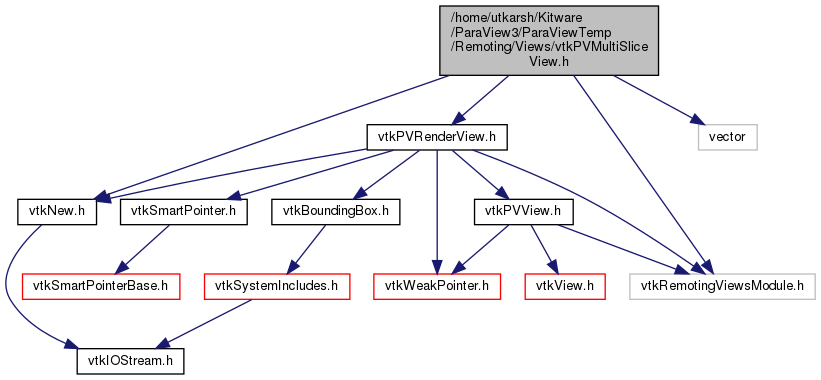 /home/utkarsh/Kitware
/ParaView3/ParaViewTemp
/Remoting/Views/vtkPVMultiSlice
View.h
vtkPVRenderView.h
vector
vtkNew.h
vtkSmartPointer.h
vtkBoundingBox.h
vtkPVView.h
vtkSmartPointerBase.h
vtkSystemIncludes.h
vtkWeakPointer.h
vtkView.h
vtkRemotingViewsModule.h
vtkIOStream.h